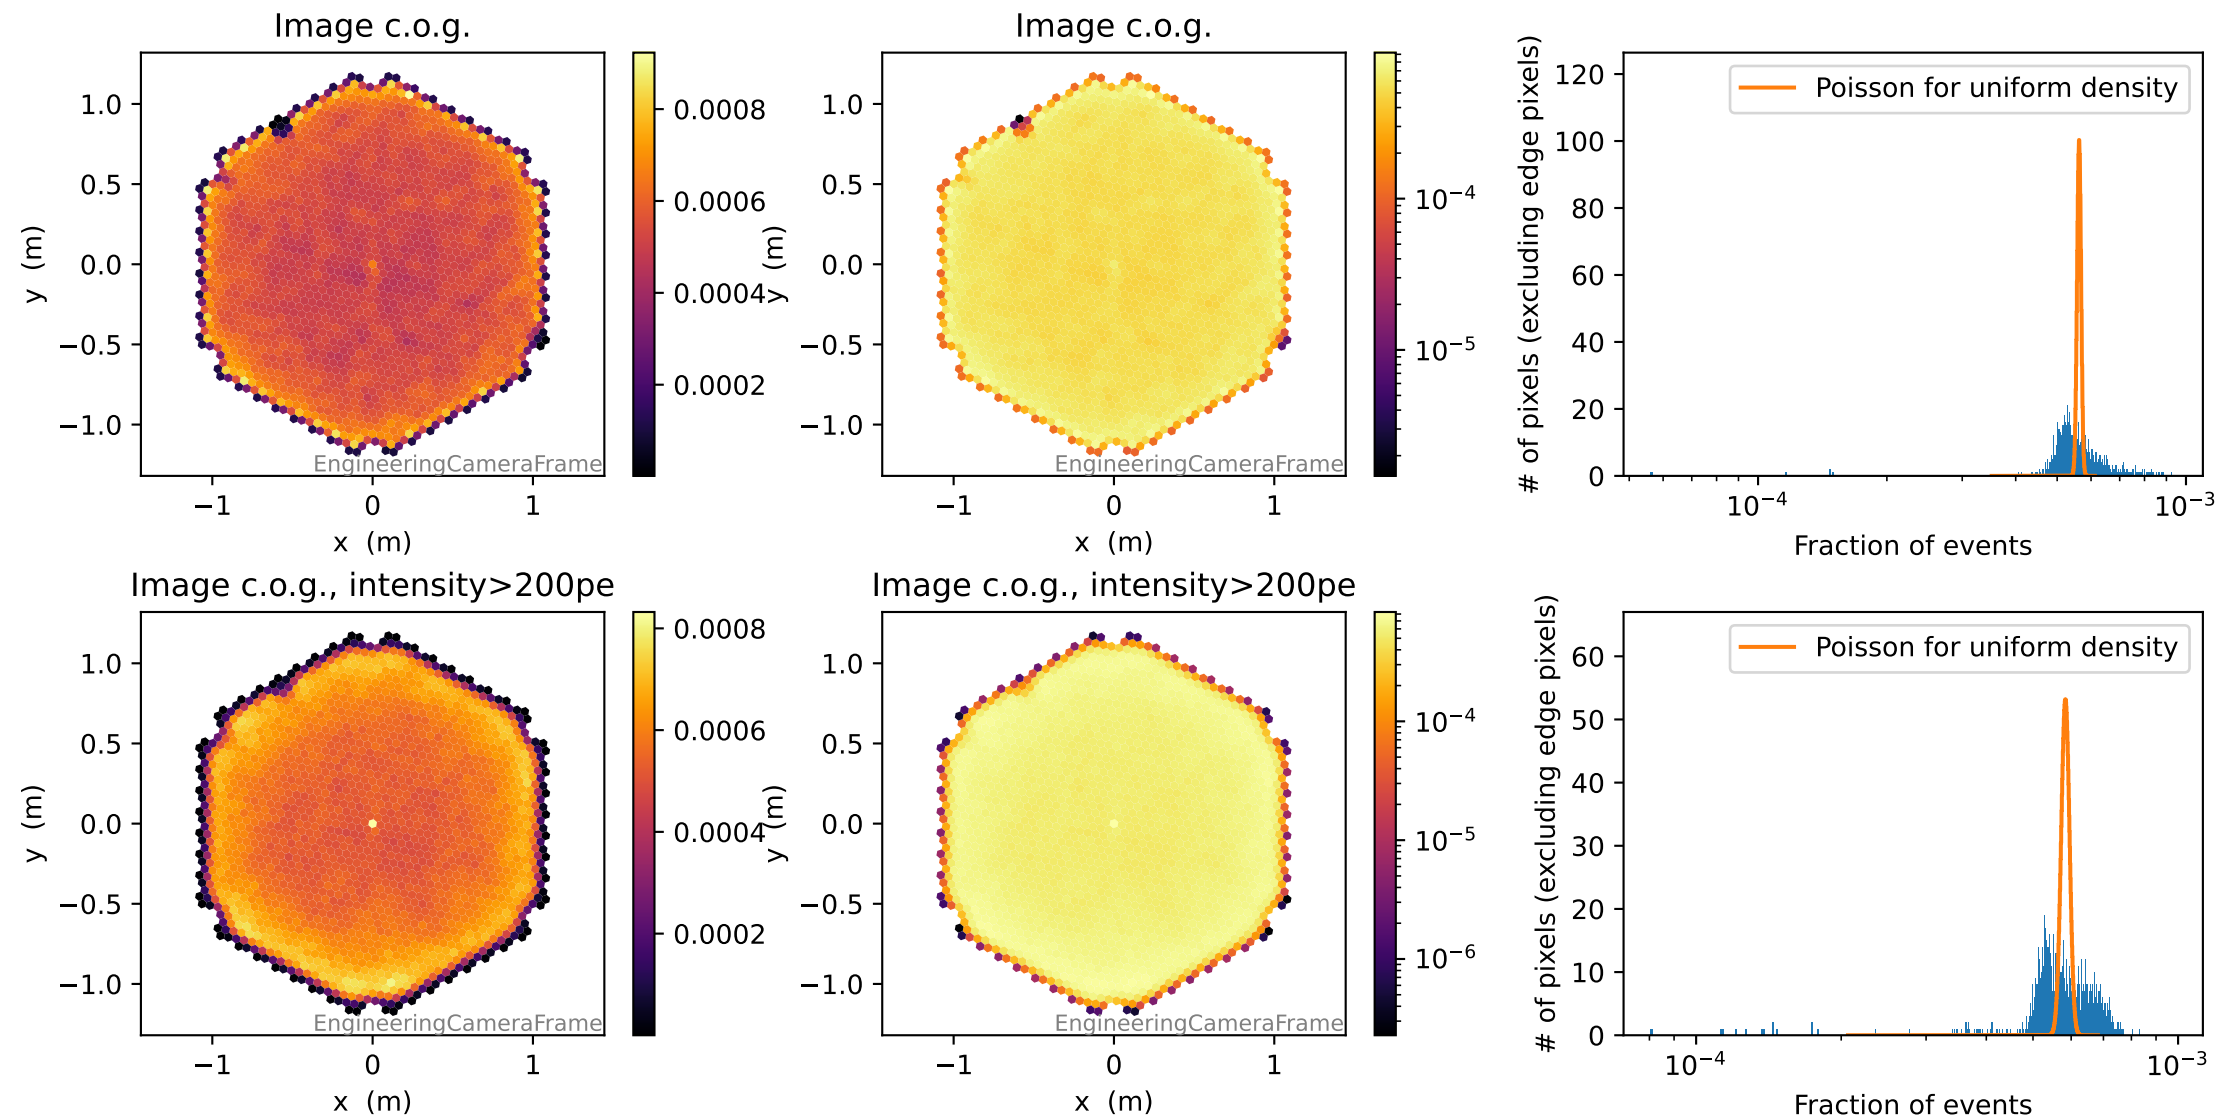 Image c.o.g.
1.0
0.5
0.0
−0.5
−1.0
y (m)
−1
0
1
x (m)
EngineeringCameraFrame
0.0008
0.0006
0.0004
0.0002
Image c.o.g.
1.0
0.5
0.0
−0.5
−1.0
y (m)
−1
0
1
x (m)
EngineeringCameraFrame
10⁻⁴
10⁻⁵
Poisson for uniform density
120
100
80
60
40
20
0
# of pixels (excluding edge pixels)
10⁻⁴
10⁻³
Fraction of events
Image c.o.g., intensity>200pe
1.0
0.5
0.0
−0.5
−1.0
y (m)
−1
0
1
x (m)
EngineeringCameraFrame
0.0008
0.0006
0.0004
0.0002
Image c.o.g., intensity>200pe
1.0
0.5
0.0
−0.5
−1.0
y (m)
−1
0
1
x (m)
EngineeringCameraFrame
10⁻⁴
10⁻⁵
10⁻⁶
Poisson for uniform density
60
50
40
30
20
10
0
# of pixels (excluding edge pixels)
10⁻⁴
10⁻³
Fraction of events